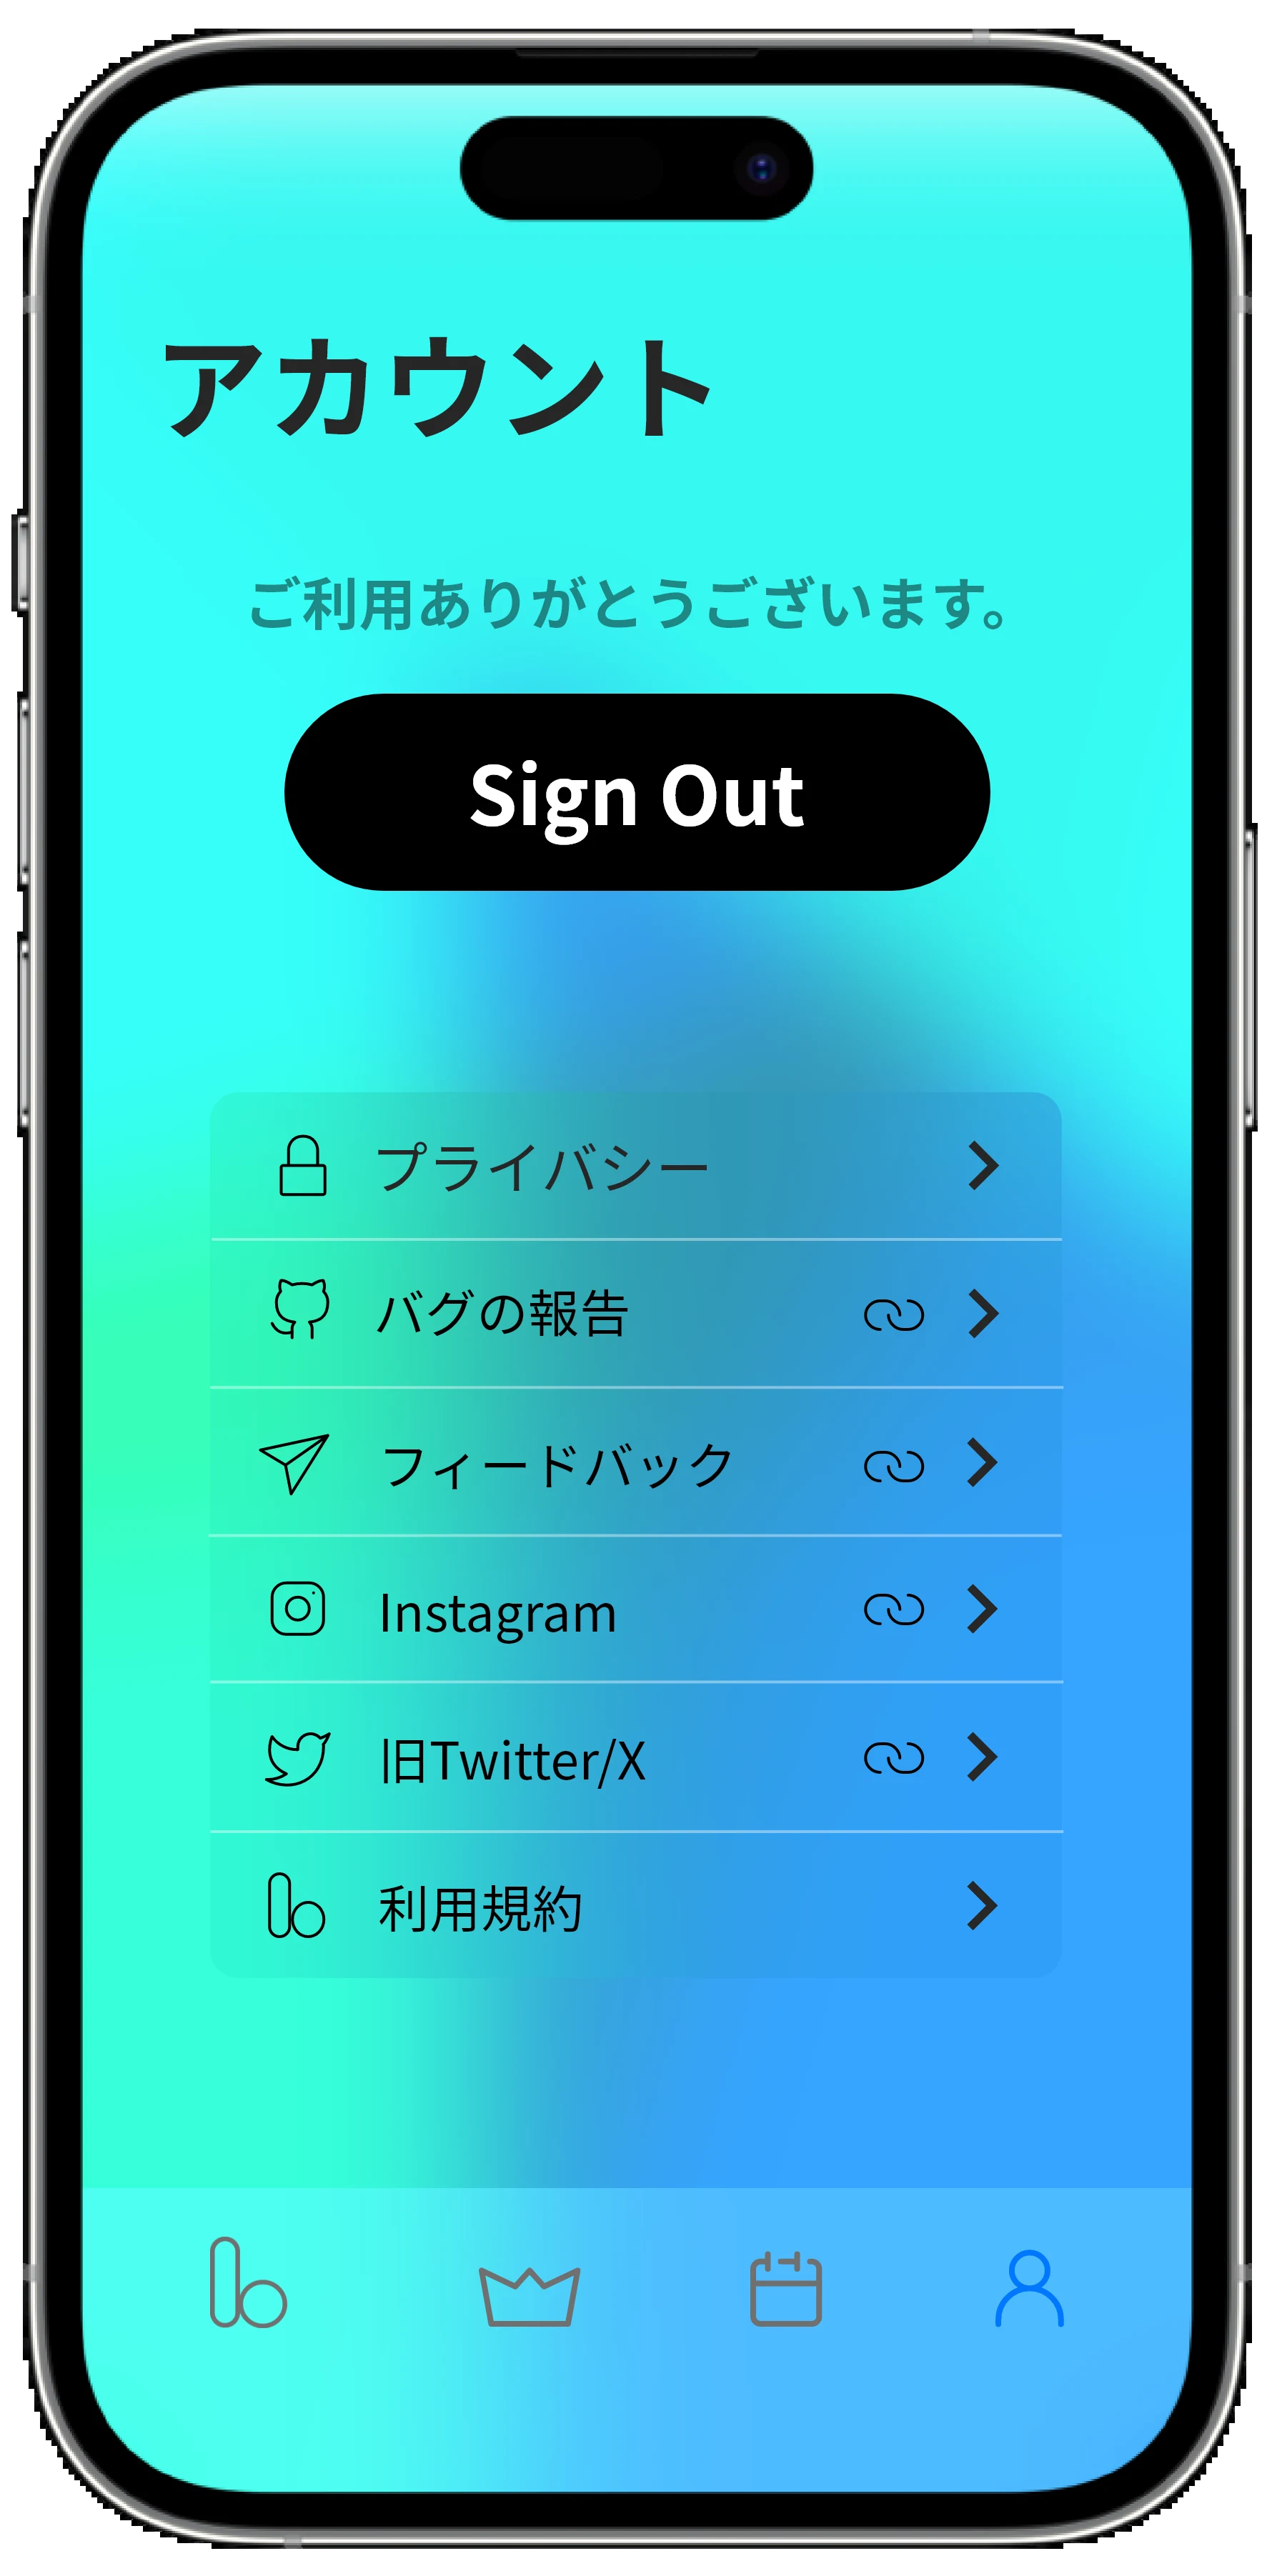 アカウント
ご利用ありがとうございます。
Sign Out
プライバシー
バグの報告
フィードバック
Instagram
旧Twitter/X
利用規約